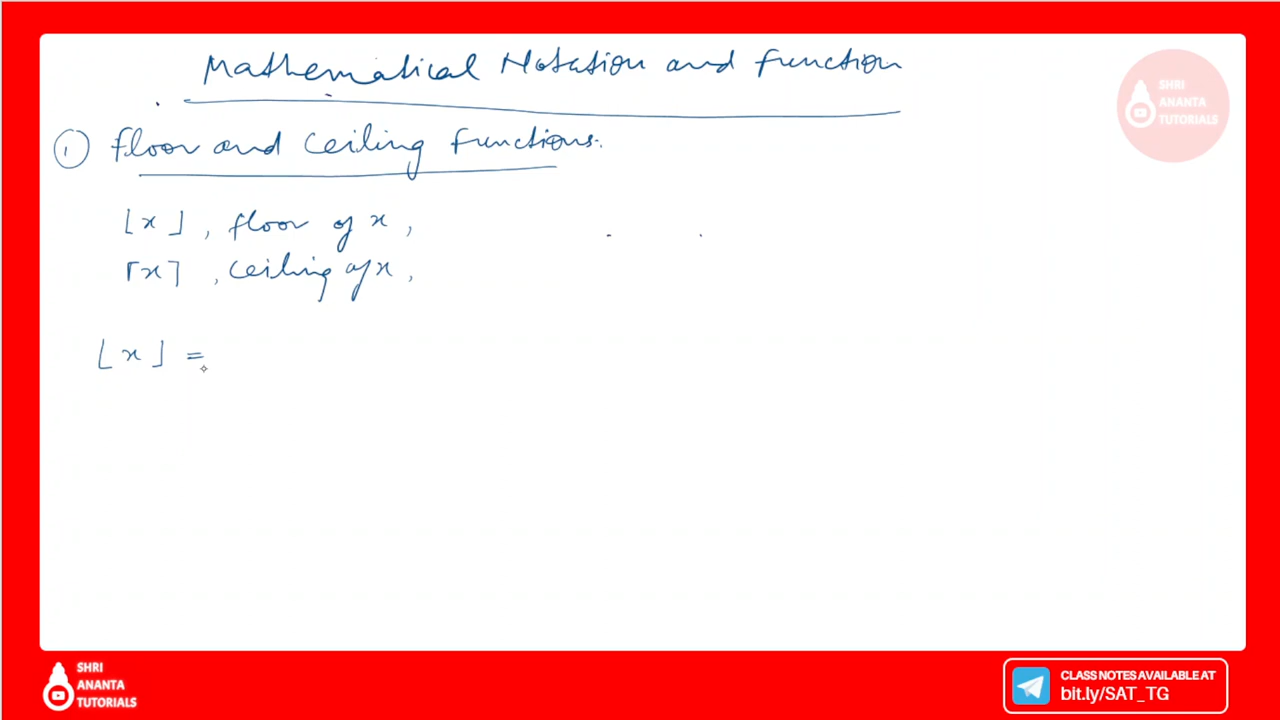 Mathematical Notation and Function
SHRI
ANANTA
TUTORIALS
① Floor and Ceiling Functions.
⌊x⌋ , floor of x ,
⌈x⌉ , Ceiling of x ,
⌊x⌋ =
SHRI
ANANTA
TUTORIALS
CLASS NOTES AVAILABLE AT
bit.ly/SAT_TG